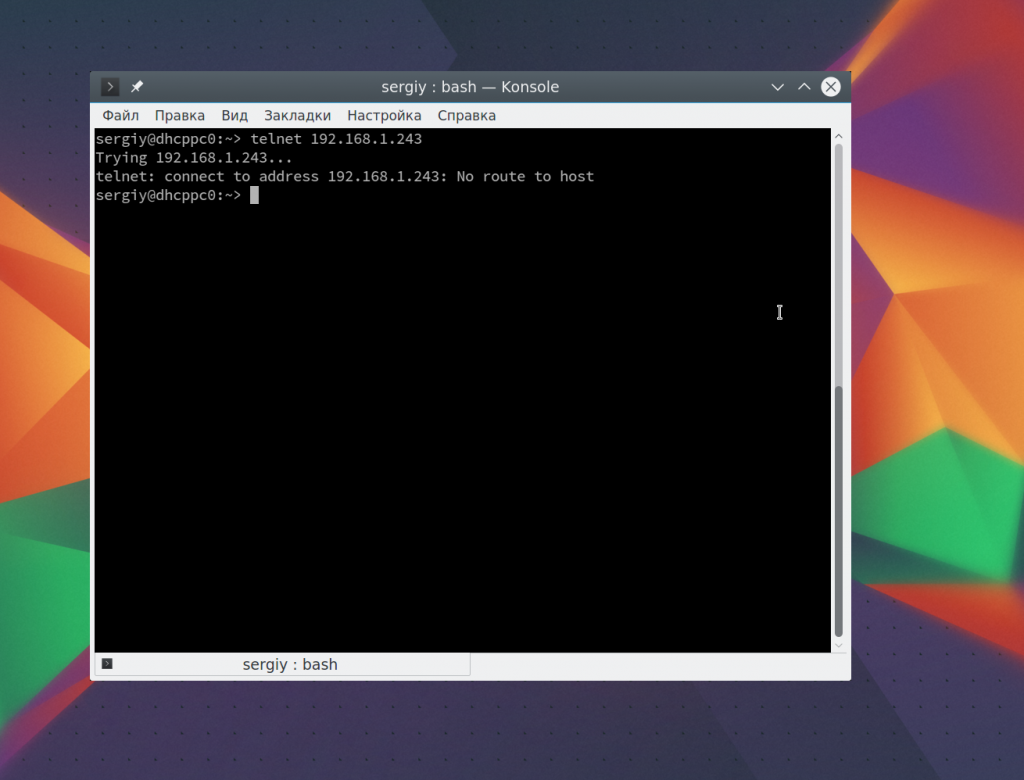 sergiy : bash — Konsole
Файл Правка Вид Закладки Настройка Справка
sergiy@dhcppc0:~> telnet 192.168.1.243
Trying 192.168.1.243...
telnet: connect to address 192.168.1.243: No route to host
sergiy@dhcppc0:~>
sergiy : bash